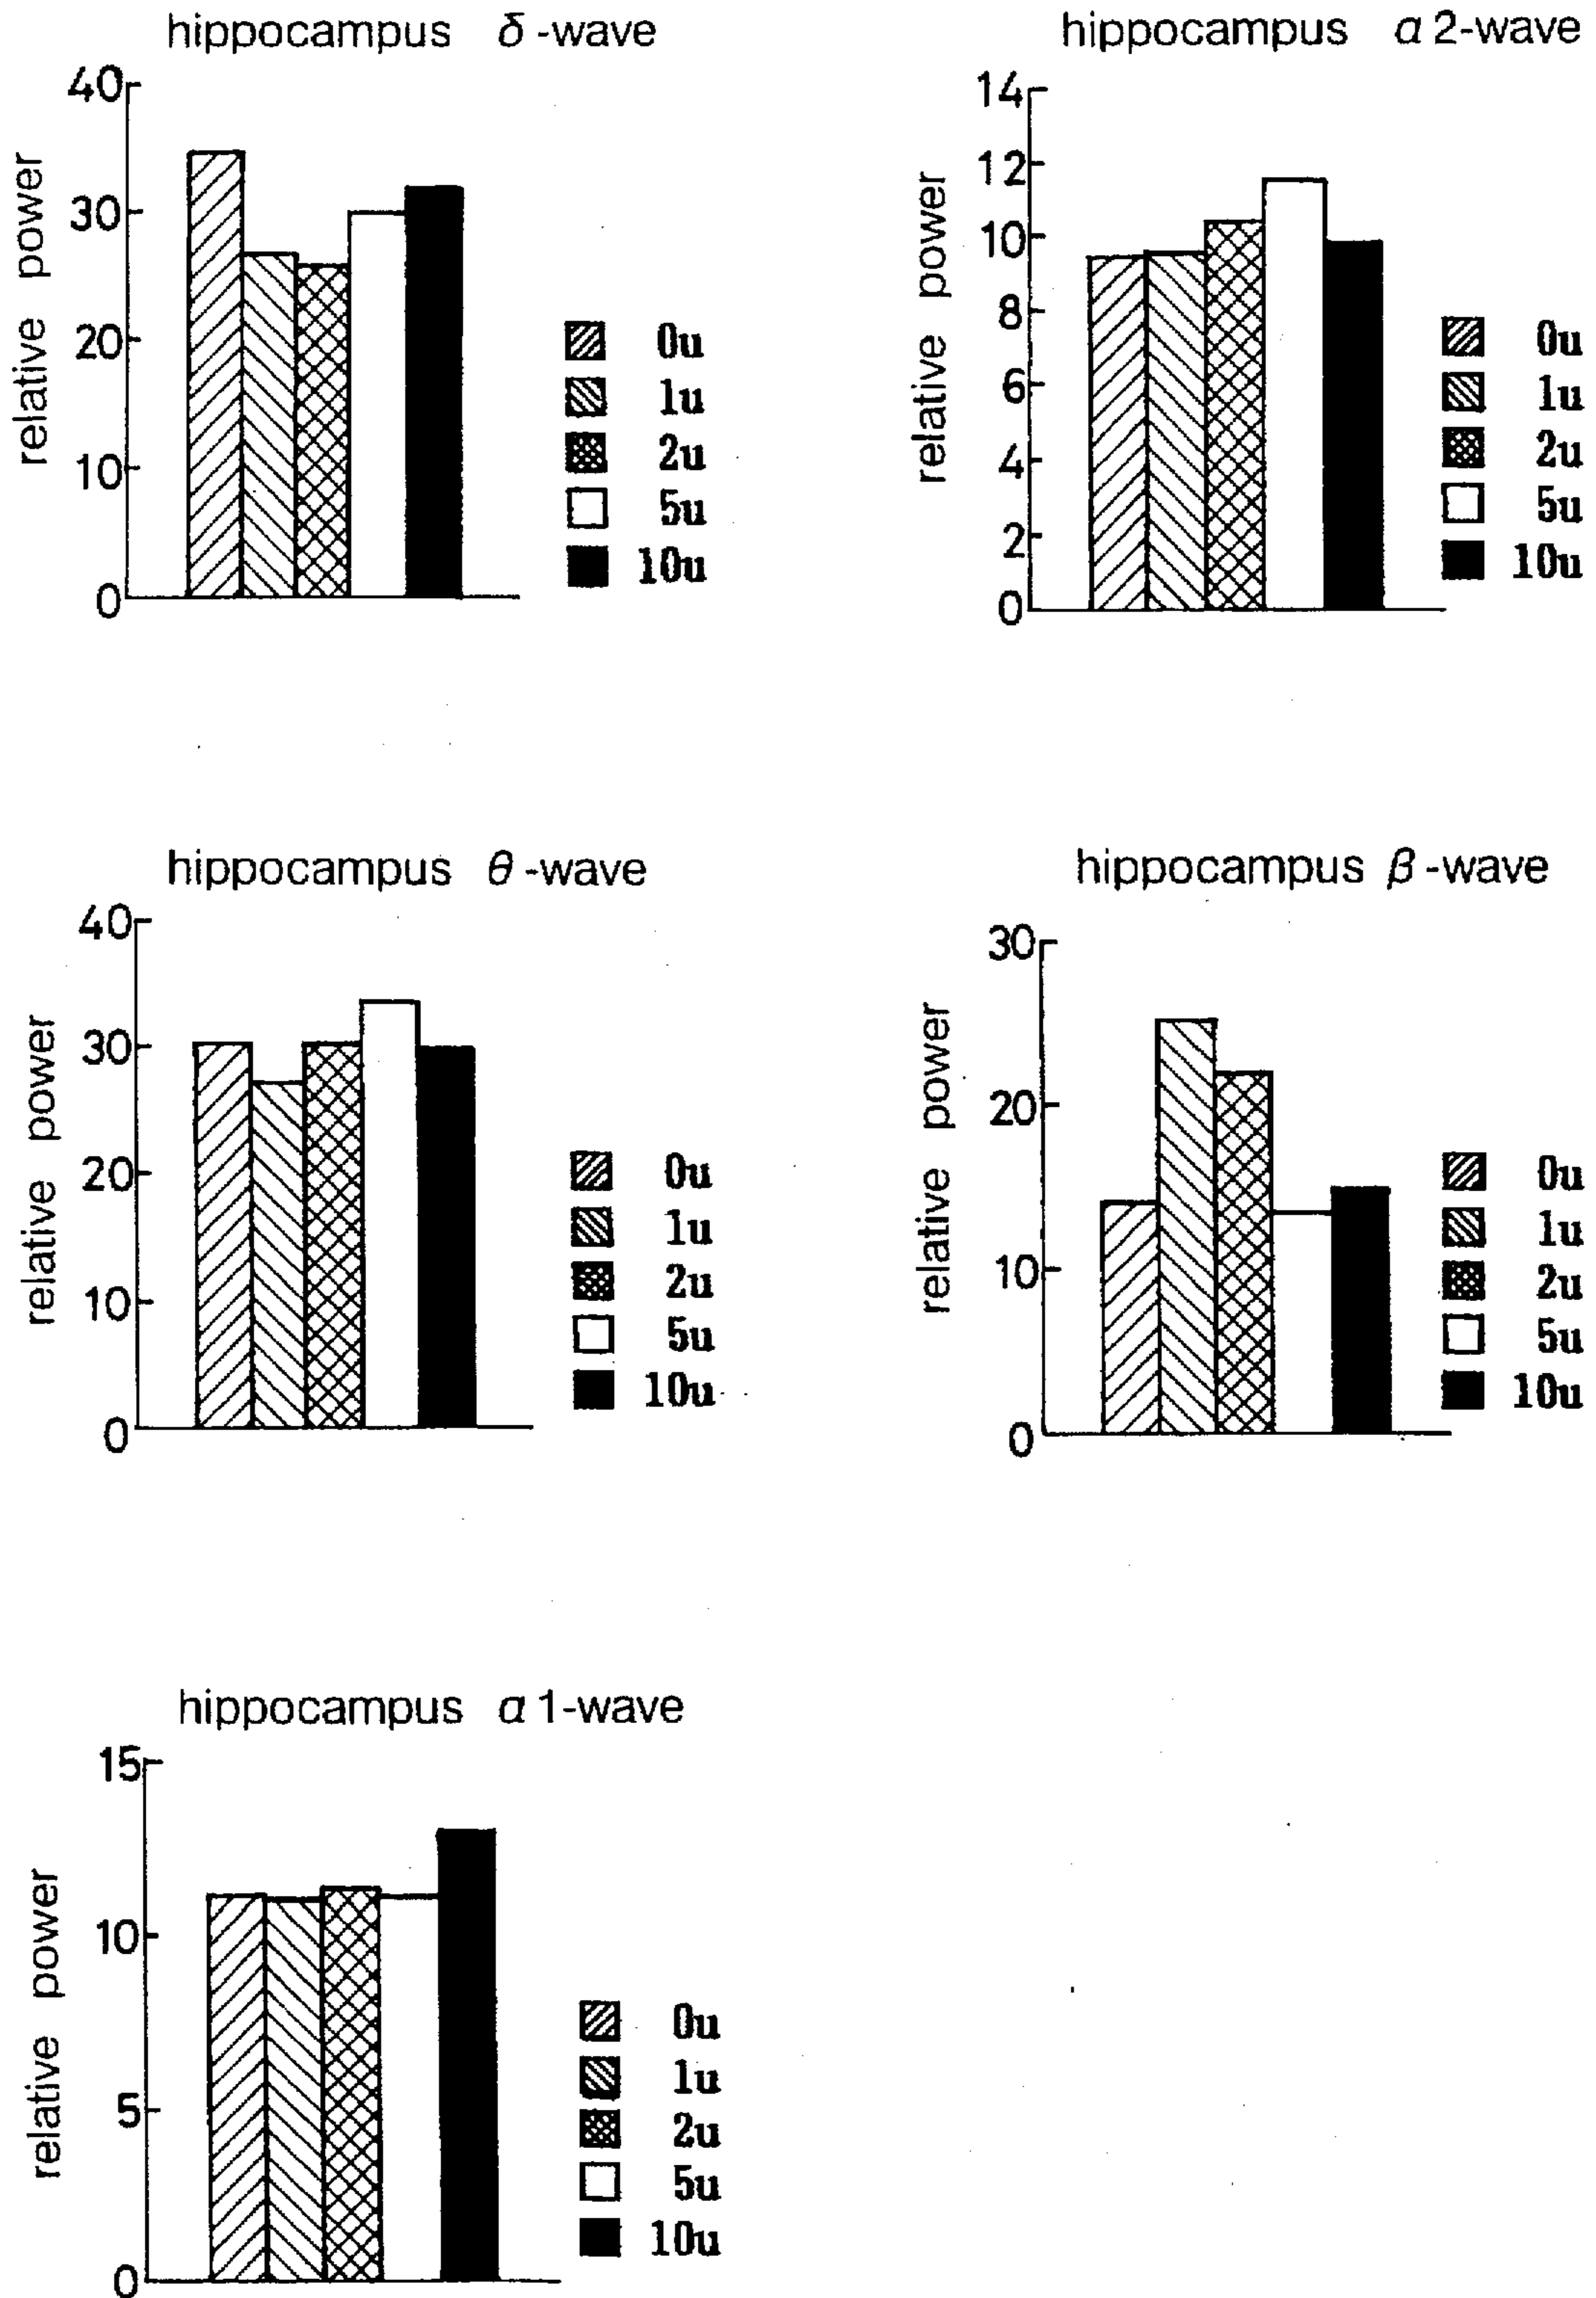 hippocampus δ-wave
40
30
20
10
0
relative power
0u
1u
2u
5u
10u
hippocampus α2-wave
14
12
10
8
6
4
2
0
relative power
0u
1u
2u
5u
10u
hippocampus θ-wave
40
30
20
10
0
relative power
0u
1u
2u
5u
10u
hippocampus β-wave
30
20
10
0
relative power
0u
1u
2u
5u
10u
hippocampus α1-wave
15
10
5
0
relative power
0u
1u
2u
5u
10u